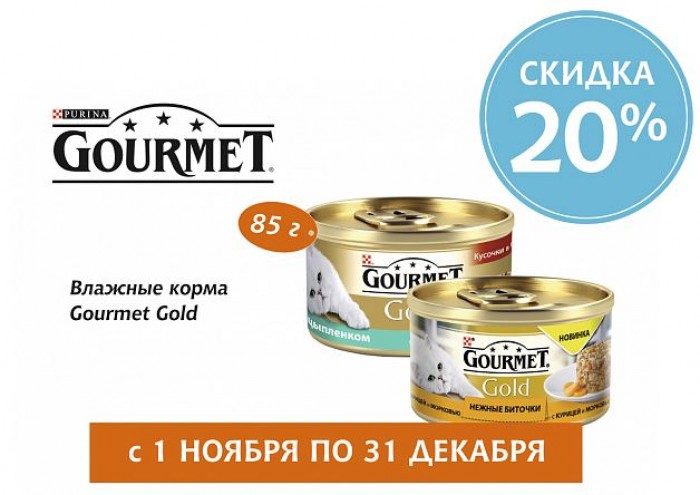 СКИДКА
20%
PURINA
GOURMET
85 г
Влажные корма
Gourmet Gold
Кусочки
GOURMET
Go
цыпленком
НОВИНКА
GOURMET
Gold
НЕЖНЫЕ БИТОЧКИ
С КУРИЦЕЙ И МОРКОВЬЮ
с 1 НОЯБРЯ ПО 31 ДЕКАБРЯ